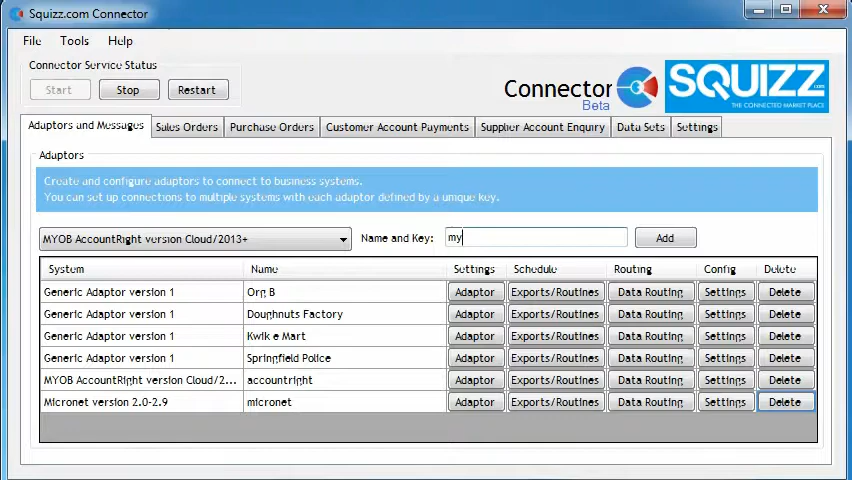 Squizz.com Connector
File Tools Help
Connector Service Status
Start Stop Restart
Connector
Beta
SQUIZZ.com
THE CONNECTED MARKET PLACE
Adaptors and Messages Sales Orders Purchase Orders Customer Account Payments Supplier Account Enquiry Data Sets Settings
Adaptors
Create and configure adaptors to connect to business systems.
You can set up connections to multiple systems with each adaptor defined by a unique key.
MYOB AccountRight version Cloud/2013+ Name and Key: my Add
System Name Settings Schedule Routing Config Delete
Generic Adaptor version 1 Org B Adaptor Exports/Routines Data Routing Settings Delete
Generic Adaptor version 1 Doughnuts Factory Adaptor Exports/Routines Data Routing Settings Delete
Generic Adaptor version 1 Kwik e Mart Adaptor Exports/Routines Data Routing Settings Delete
Generic Adaptor version 1 Springfield Police Adaptor Exports/Routines Data Routing Settings Delete
MYOB AccountRight version Cloud/2... accountright Adaptor Exports/Routines Data Routing Settings Delete
Micronet version 2.0-2.9 micronet Adaptor Exports/Routines Data Routing Settings Delete